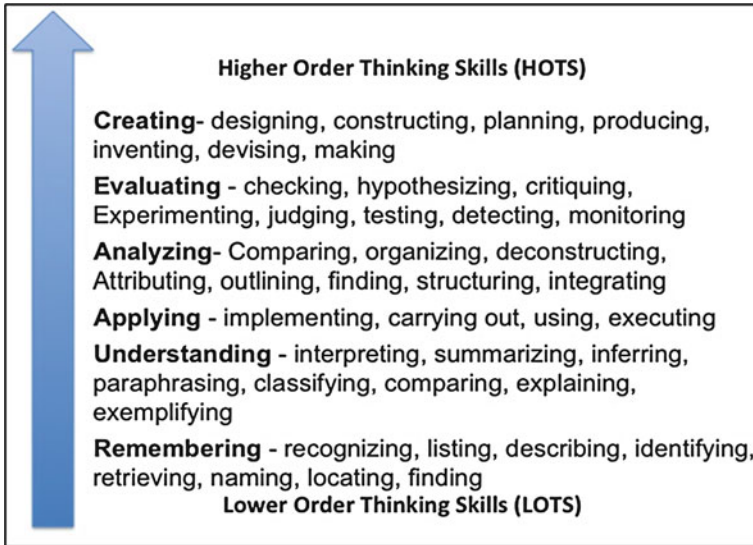 Higher Order Thinking Skills (HOTS)
Creating- designing, constructing, planning, producing,
inventing, devising, making
Evaluating - checking, hypothesizing, critiquing,
Experimenting, judging, testing, detecting, monitoring
Analyzing- Comparing, organizing, deconstructing,
Attributing, outlining, finding, structuring, integrating
Applying - implementing, carrying out, using, executing
Understanding - interpreting, summarizing, inferring,
paraphrasing, classifying, comparing, explaining,
exemplifying
Remembering - recognizing, listing, describing, identifying,
retrieving, naming, locating, finding
Lower Order Thinking Skills (LOTS)